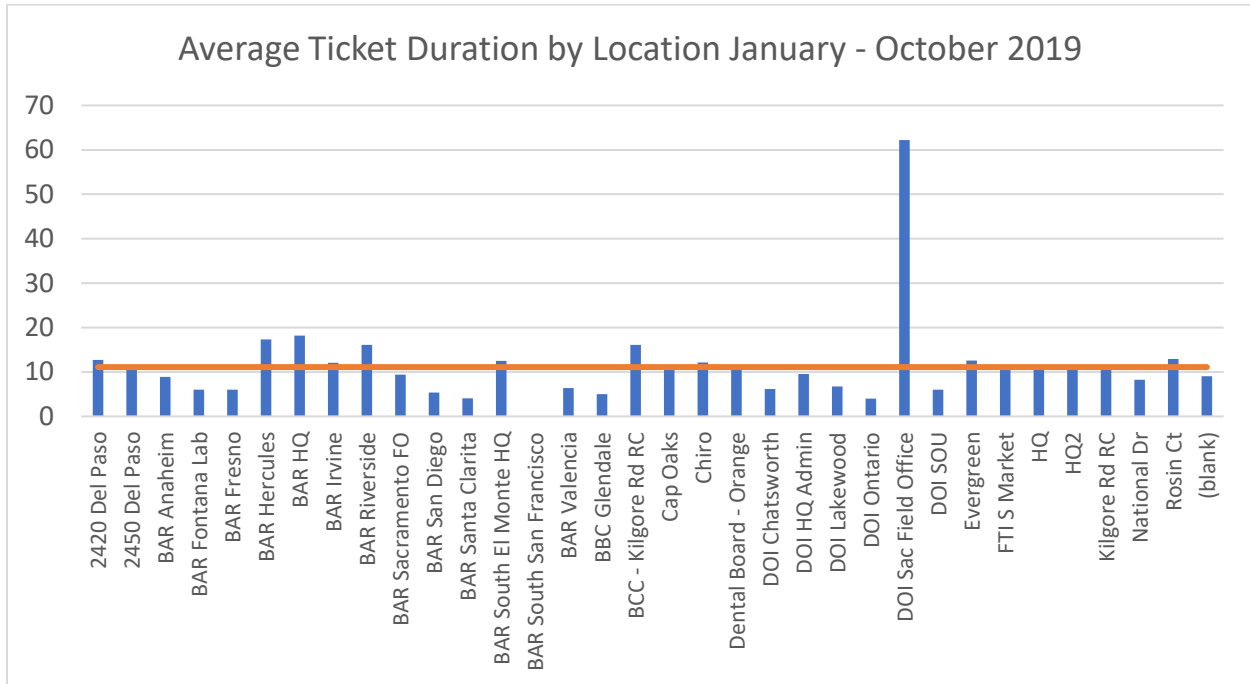 Average Ticket Duration by Location January - October 2019
70
60
50
40
30
20
10
0
2420 Del Paso
2450 Del Paso
BAR Anaheim
BAR Fontana Lab
BAR Fresno
BAR Hercules
BAR HQ
BAR Irvine
BAR Riverside
BAR Sacramento FO
BAR San Diego
BAR Santa Clarita
BAR South El Monte HQ
BAR South San Francisco
BAR Valencia
BBC Glendale
BCC - Kilgore Rd RC
Cap Oaks
Chiro
Dental Board - Orange
DOI Chatsworth
DOI HQ Admin
DOI Lakewood
DOI Ontario
DOI Sac Field Office
DOI SOU
Evergreen
FTI S Market
HQ
HQ2
Kilgore Rd RC
National Dr
Rosin Ct
(blank)